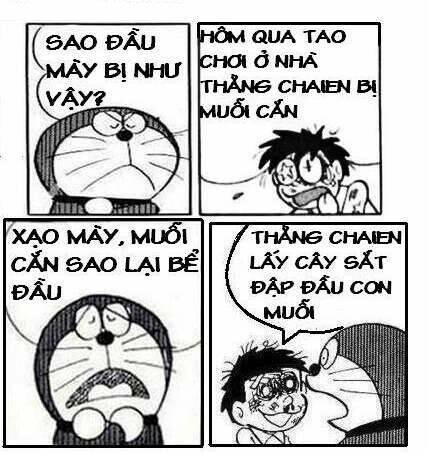 SAO ĐẦU
MÀY BỊ NHƯ
VẬY?
HÔM QUA TAO
CHƠI Ở NHÀ
THẰNG CHAIEN BỊ
MUỖI CẮN
XẠO MÀY, MUỖI
CẮN SAO LẠI BỂ
ĐẦU
THẰNG CHAIEN
LẤY CÂY SẮT
ĐẬP ĐẦU CON
MUỖI